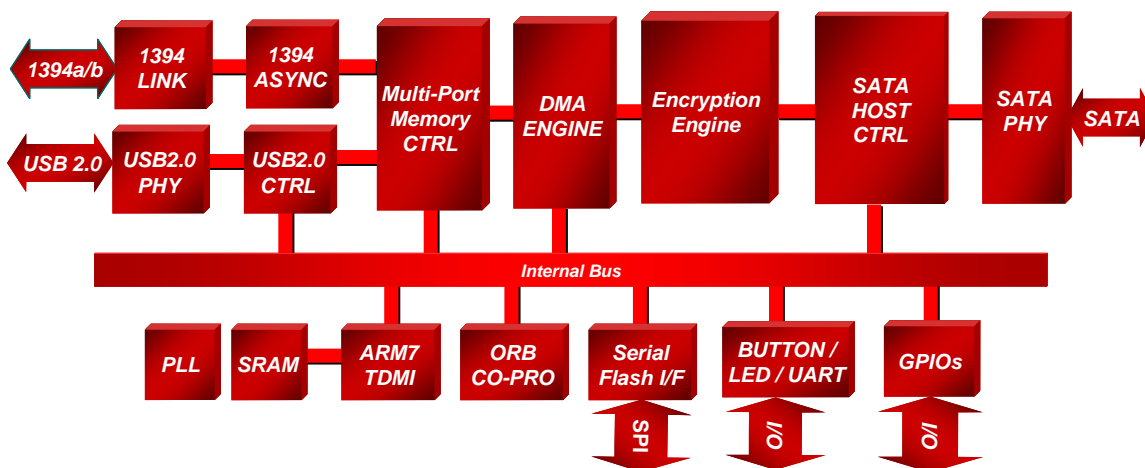 1394a/b
1394
LINK
1394
ASYNC
Multi-Port
Memory
CTRL
DMA
ENGINE
Encryption
Engine
SATA
HOST
CTRL
SATA
PHY
SATA
USB 2.0
USB2.0
PHY
USB2.0
CTRL
Internal Bus
PLL
SRAM
ARM7
TDMI
ORB
CO-PRO
Serial
Flash I/F
BUTTON /
LED / UART
GPIOs
SPI
I/O
I/O